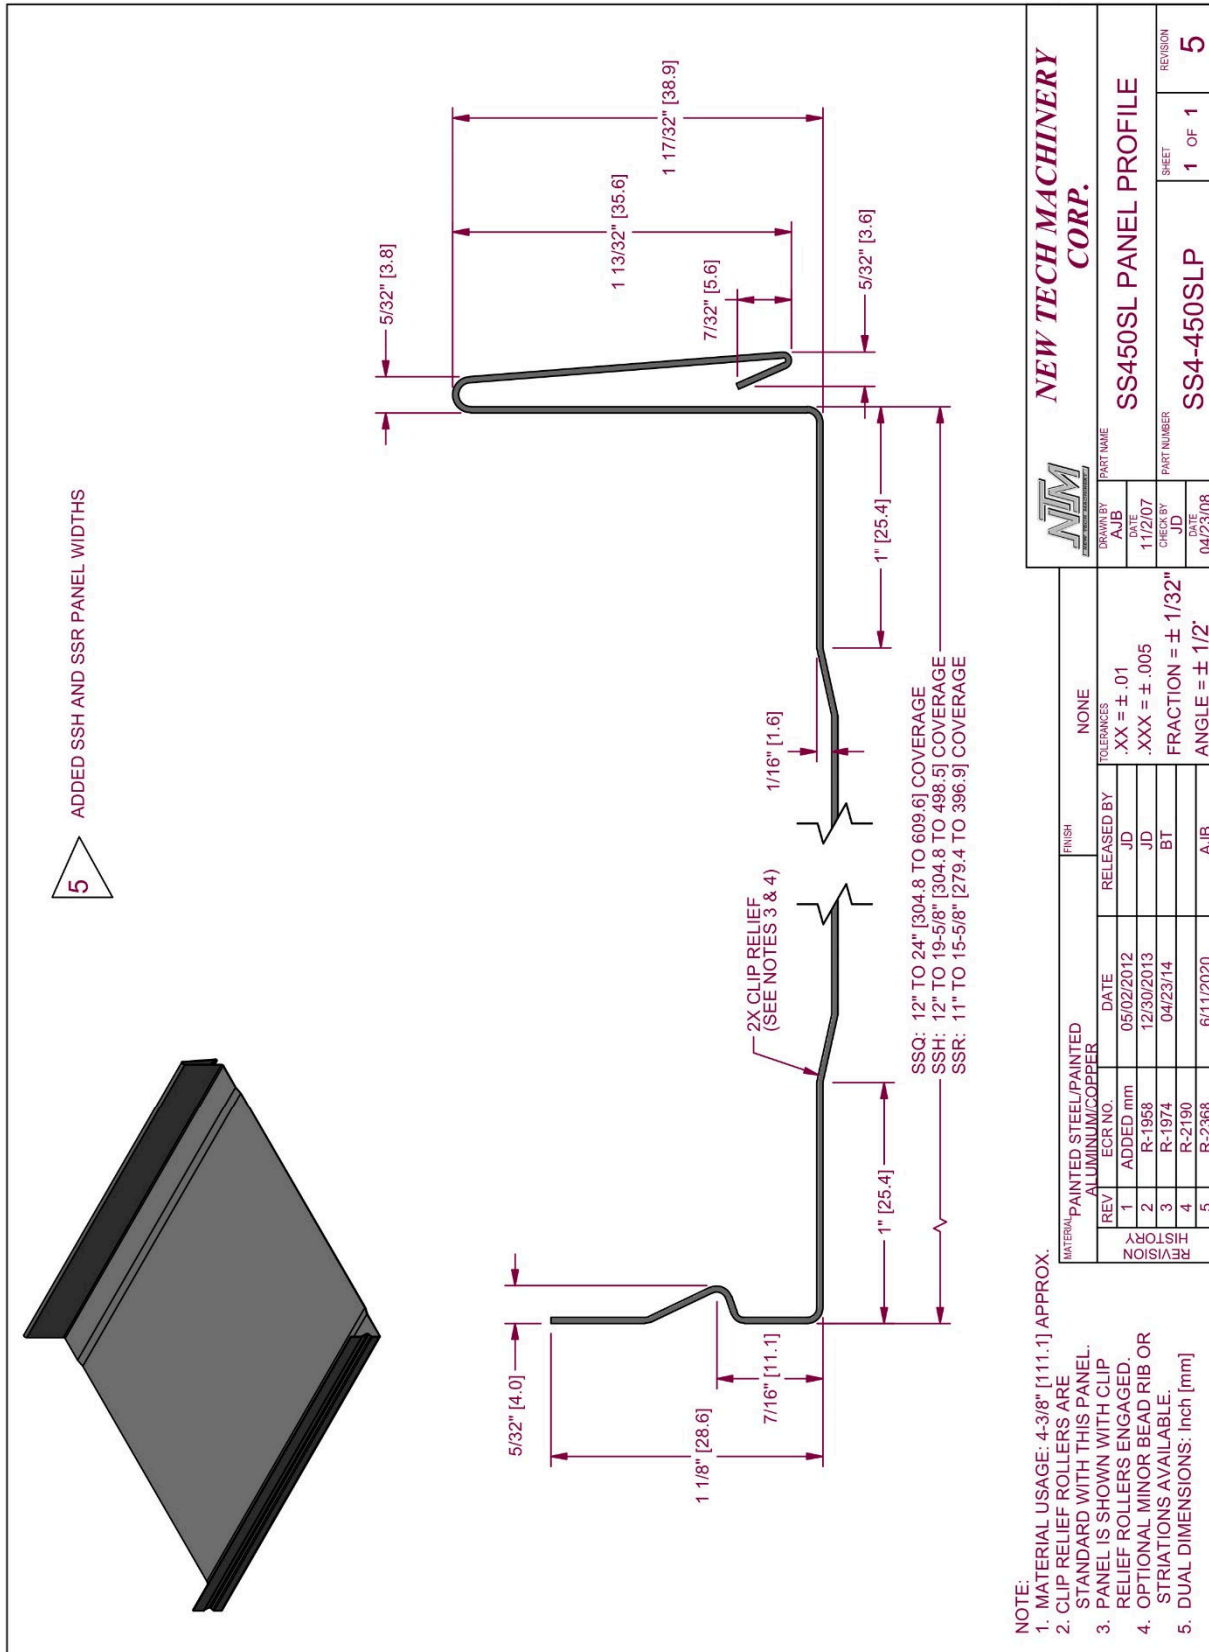 5
ADDED SSH AND SSR PANEL WIDTHS
5/32" [3.8]
1 17/32" [38.9]
1 13/32" [35.6]
7/32" [5.6]
5/32" [3.6]
1" [25.4]
1/16" [1.6]
2X CLIP RELIEF
(SEE NOTES 3 & 4)
5/32" [4.0]
1 1/8" [28.6]
7/16" [11.1]
1" [25.4]
SSQ: 12" TO 24" [304.8 TO 609.6] COVERAGE
SSH: 12" TO 19-5/8" [304.8 TO 498.5] COVERAGE
SSR: 11" TO 15-5/8" [279.4 TO 396.9] COVERAGE
NOTE:
1. MATERIAL USAGE: 4-3/8" [111.1] APPROX.
2. CLIP RELIEF ROLLERS ARE
STANDARD WITH THIS PANEL.
3. PANEL IS SHOWN WITH CLIP
RELIEF ROLLERS ENGAGED.
4. OPTIONAL MINOR BEAD RIB OR
STRIATIONS AVAILABLE.
5. DUAL DIMENSIONS: Inch [mm]
MATERIAL
PAINTED STEEL/PAINTED
ALUMINUM/COPPER
FINISH
NONE
REVISION
HISTORY
REV ECR NO. DATE RELEASED BY
1 ADDED mm 05/02/2012 JD
2 R-1958 12/30/2013 JD
3 R-1974 04/23/14 BT
4 R-2190
5 R-2368 6/11/2020 AJB
TOLERANCES
.XX = ± .01
.XXX = ± .005
FRACTION = ± 1/32"
ANGLE = ± 1/2°
NTM
NEW TECH MACHINERY
NEW TECH MACHINERY
CORP.
DRAWN BY
AJB
DATE
11/2/07
CHECK BY
JD
DATE
04/23/08
PART NAME
SS450SL PANEL PROFILE
PART NUMBER
SS4-450SLP
SHEET
1 OF 1
REVISION
5